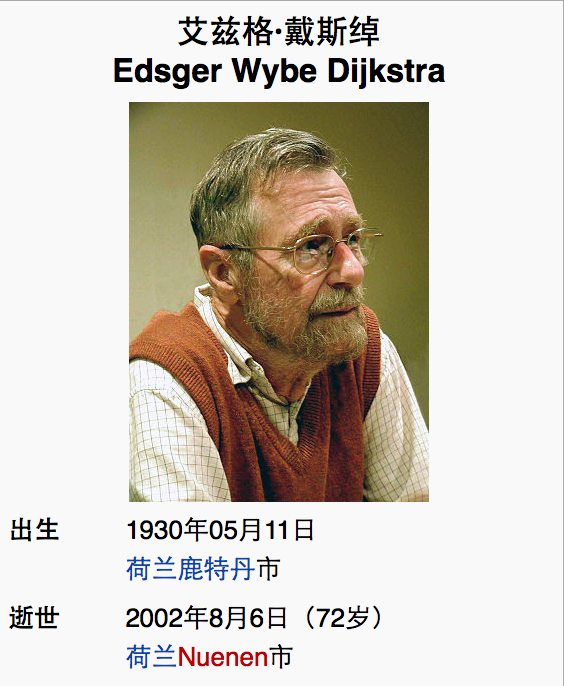 艾兹格·戴斯绰
Edsger Wybe Dijkstra
出生 1930年05月11日
荷兰鹿特丹市
逝世 2002年8月6日（72岁）
荷兰Nuenen市